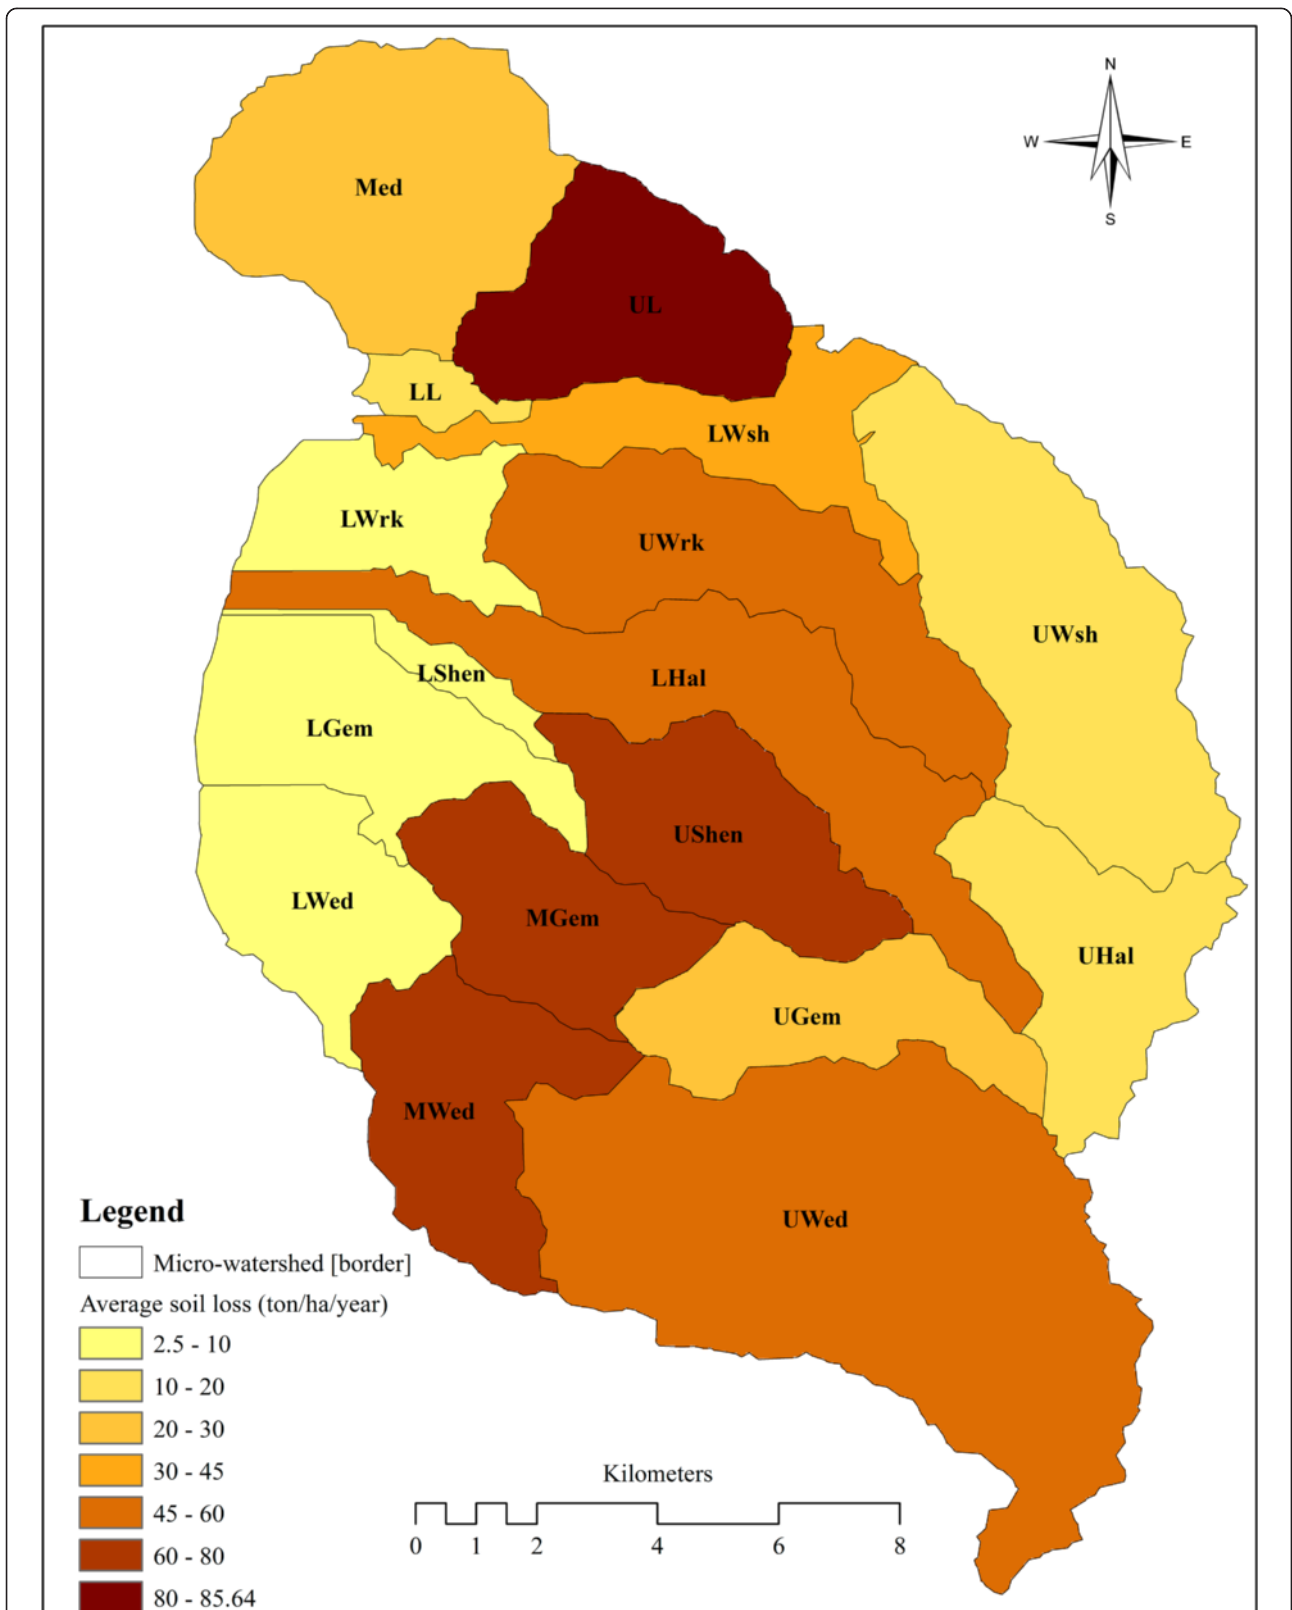 N
W E
S
Med
UL
LL
LWsh
LWrk
UWrk
UWsh
LShen
LHal
LGem
UShen
LWed
MGem
UHal
UGem
MWed
UWed
Legend
Micro-watershed [border]
Average soil loss (ton/ha/year)
2.5 - 10
10 - 20
20 - 30
30 - 45
45 - 60
60 - 80
80 - 85.64
Kilometers
0 1 2 4 6 8